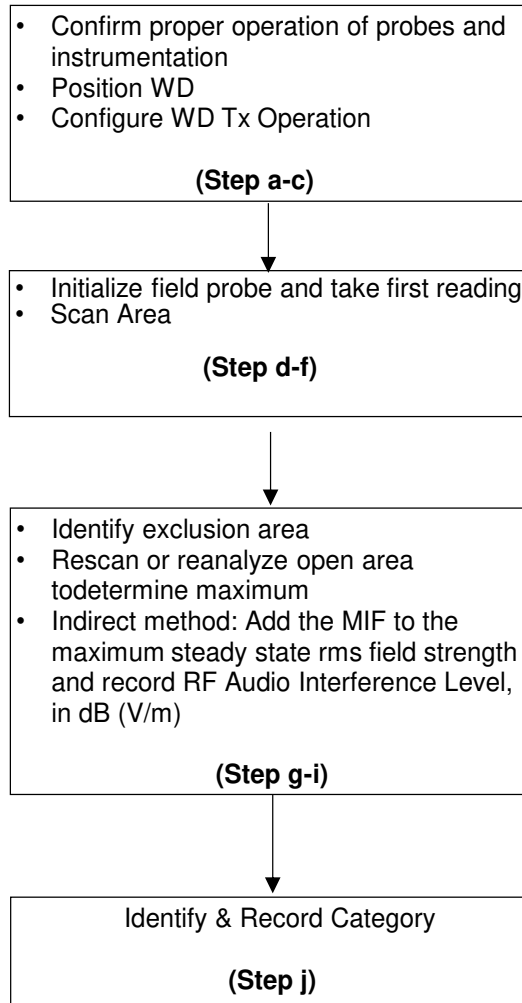 • Confirm proper operation of probes and
instrumentation
• Position WD
• Configure WD Tx Operation
(Step a-c)
• Initialize field probe and take first reading
• Scan Area
(Step d-f)
• Identify exclusion area
• Rescan or reanalyze open area
todetermine maximum
• Indirect method: Add the MIF to the
maximum steady state rms field strength
and record RF Audio Interference Level,
in dB (V/m)
(Step g-i)
Identify & Record Category
(Step j)